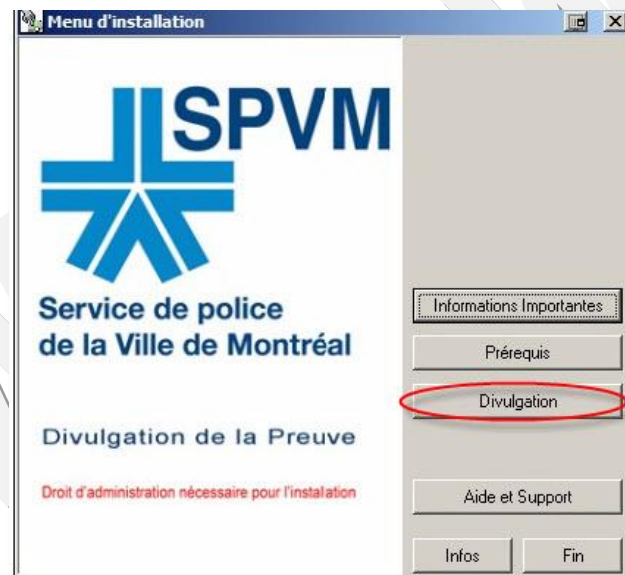 Menu d'installation
SPVM
Service de police
de la Ville de Montréal
Divulgation de la Preuve
Droit d'administration nécessaire pour l'instalation
Informations Importantes
Prérequis
Divulgation
Aide et Support
Infos
Fin